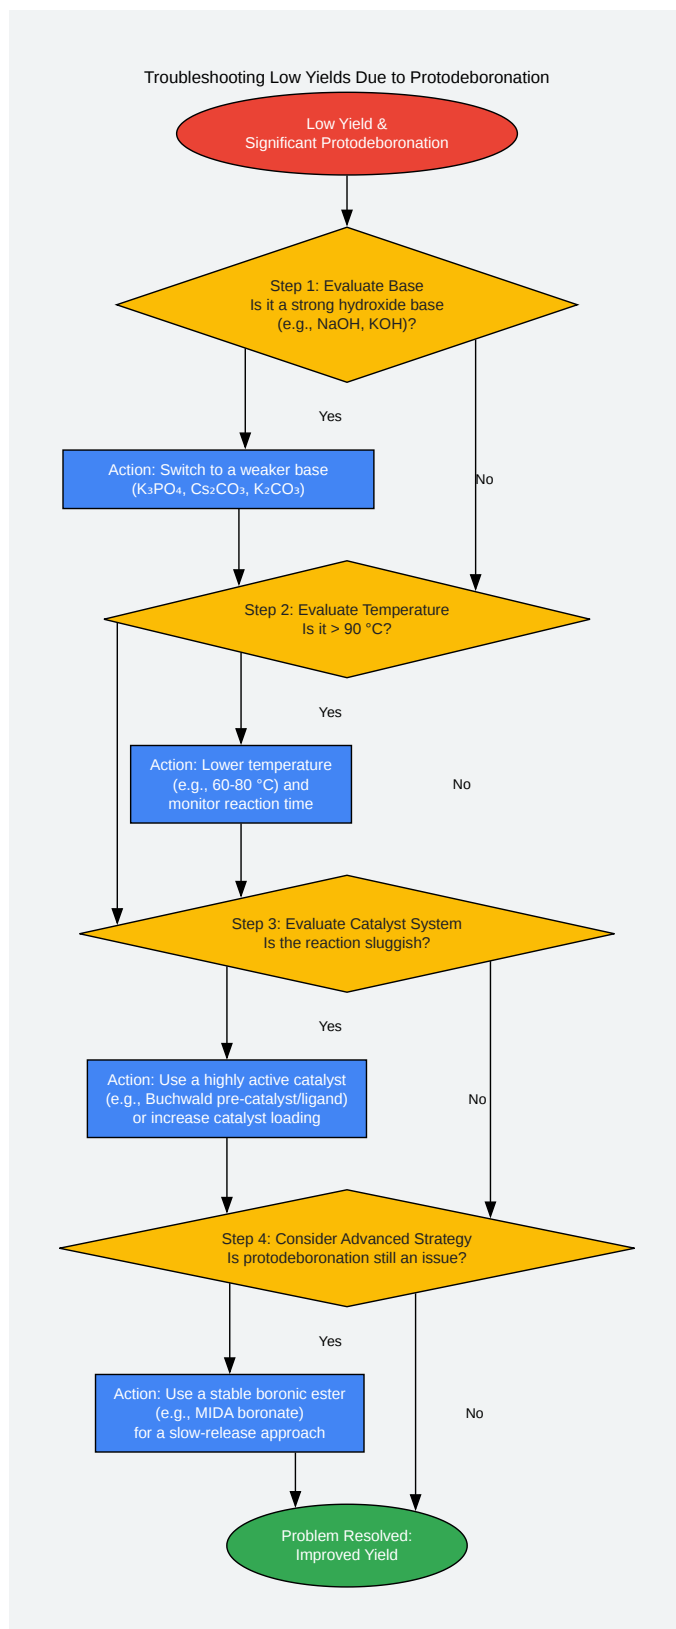 Troubleshooting Low Yields Due to Protodeboronation
Low Yield &
Significant Protodeboronation
Step 1: Evaluate Base
Is it a strong hydroxide base
(e.g., NaOH, KOH)?
Yes
Action: Switch to a weaker base
(K₃PO₄, Cs₂CO₃, K₂CO₃)
No
Step 2: Evaluate Temperature
Is it > 90 °C?
Yes
Action: Lower temperature
(e.g., 60-80 °C) and
monitor reaction time
No
Step 3: Evaluate Catalyst System
Is the reaction sluggish?
Yes
Action: Use a highly active catalyst
(e.g., Buchwald pre-catalyst/ligand)
or increase catalyst loading
No
Step 4: Consider Advanced Strategy
Is protodeboronation still an issue?
Yes
Action: Use a stable boronic ester
(e.g., MIDA boronate)
for a slow-release approach
No
Problem Resolved:
Improved Yield